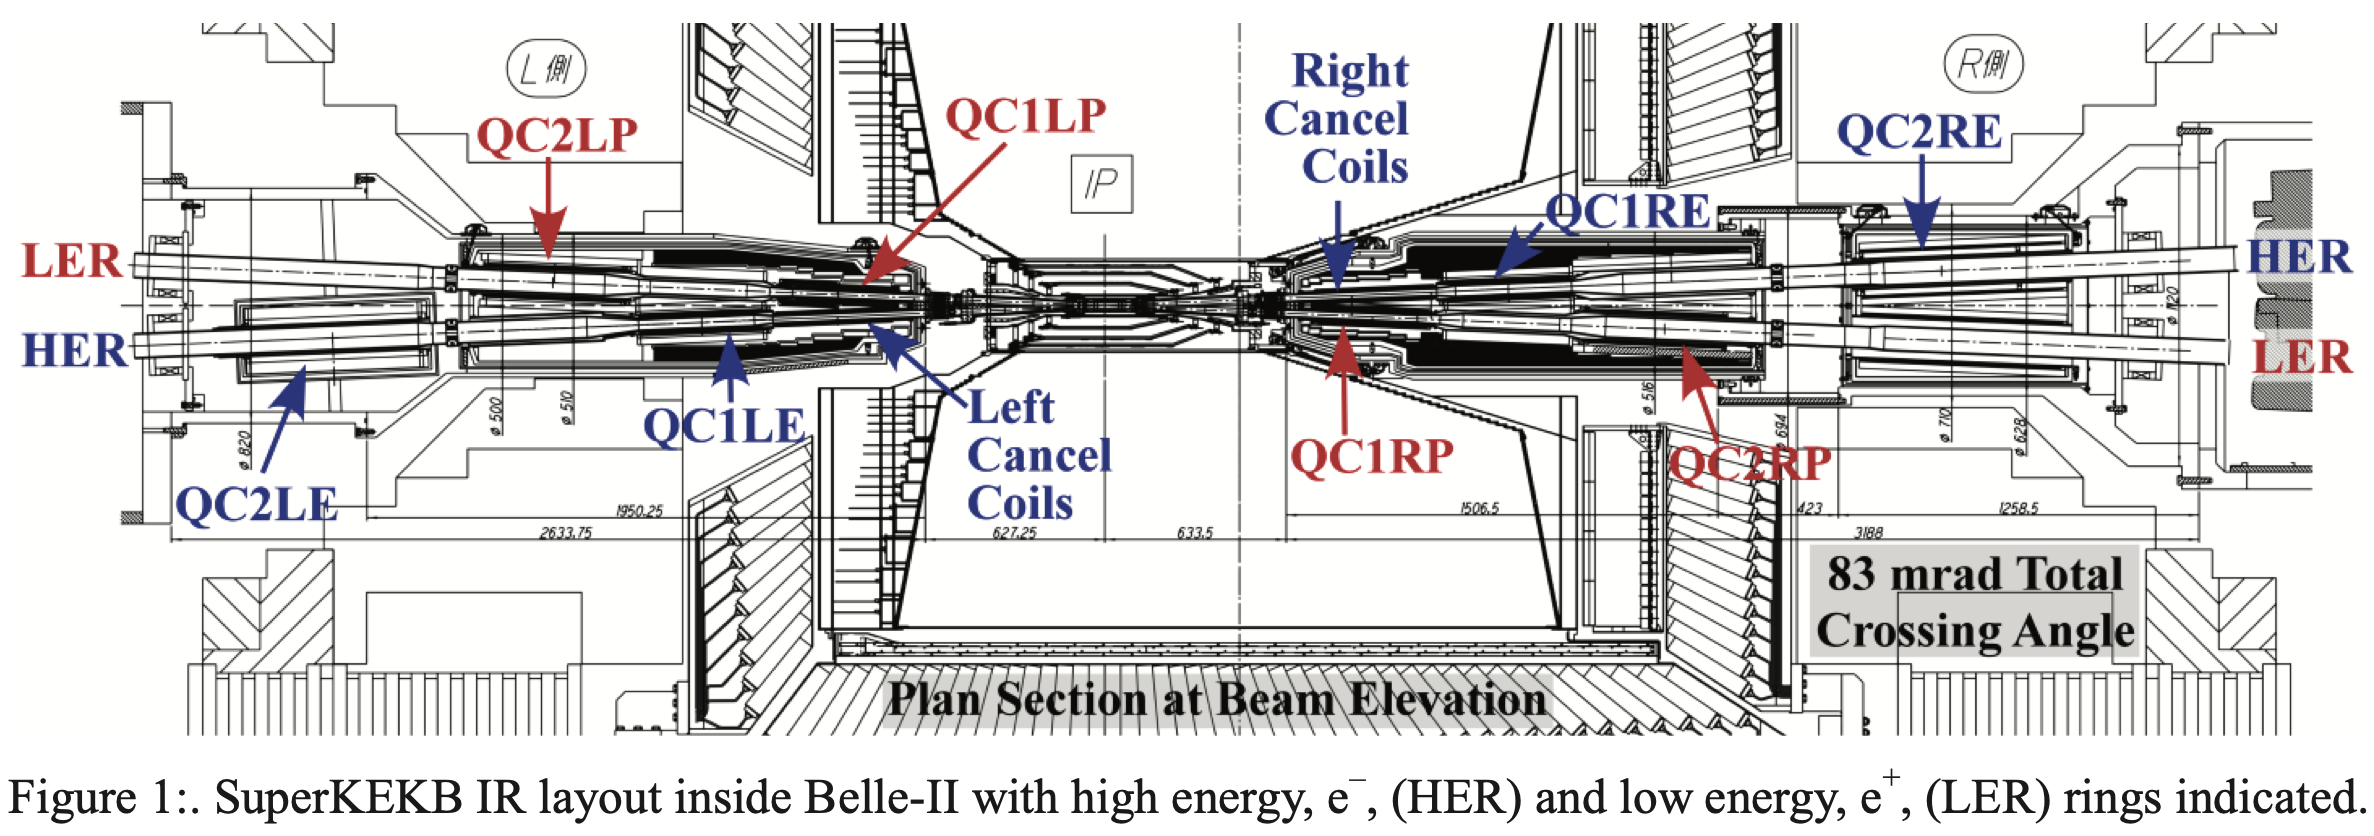 L側
R側
IP
QC2LP
QC1LP
Right
Cancel
Coils
QC1RE
QC2RE
LER
HER
HER
LER
QC2LE
QC1LE
Left
Cancel
Coils
QC1RP
QC2RP
ø 820
ø 500
ø 510
ø 516
ø 694
ø 710
ø 628
1950.25
2633.75
627.25
633.5
1506.5
423
1258.5
3188
83 mrad Total
Crossing Angle
Plan Section at Beam Elevation
Figure 1:. SuperKEKB IR layout inside Belle-II with high energy, e⁻, (HER) and low energy, e⁺, (LER) rings indicated.